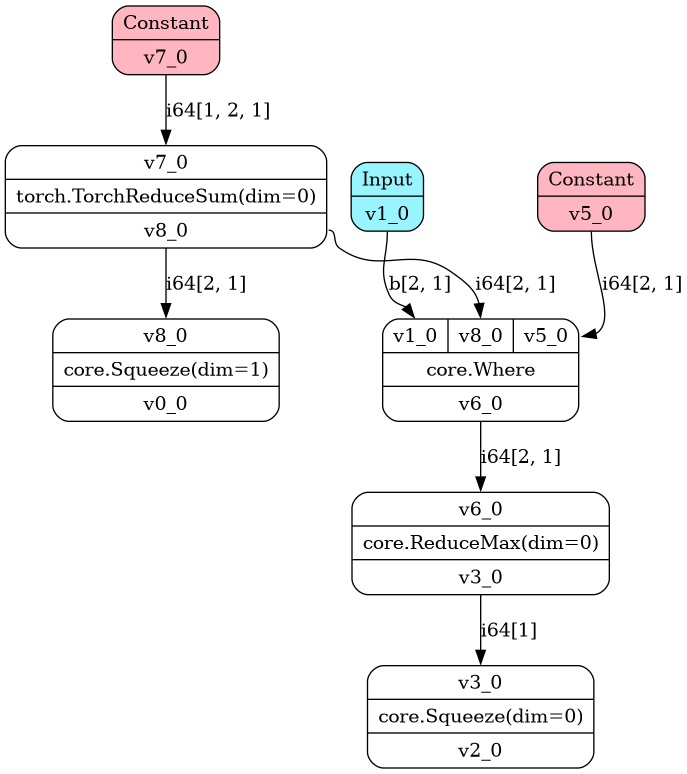 Constant
v7_0
i64[1, 2, 1]
v7_0
torch.TorchReduceSum(dim=0)
v8_0
Input
v1_0
Constant
v5_0
i64[2, 1]
b[2, 1]
i64[2, 1]
i64[2, 1]
v8_0
core.Squeeze(dim=1)
v0_0
v1_0 v8_0 v5_0
core.Where
v6_0
i64[2, 1]
v6_0
core.ReduceMax(dim=0)
v3_0
i64[1]
v3_0
core.Squeeze(dim=0)
v2_0